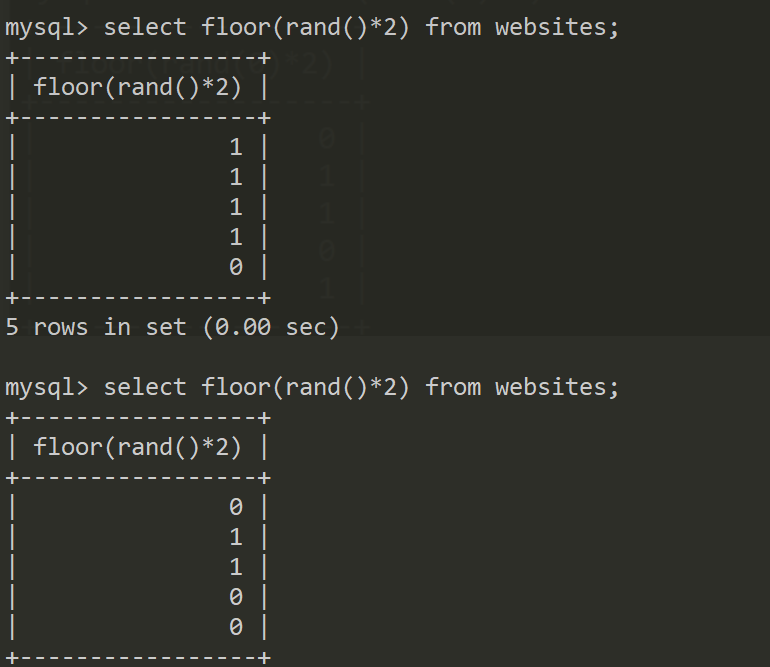 mysql> select floor(rand()*2) from websites;
+-----------------+
| floor(rand()*2) |
+-----------------+
|               1 |
|               1 |
|               1 |
|               1 |
|               0 |
+-----------------+
5 rows in set (0.00 sec)

mysql> select floor(rand()*2) from websites;
+-----------------+
| floor(rand()*2) |
+-----------------+
|               0 |
|               1 |
|               1 |
|               0 |
|               0 |
+-----------------+